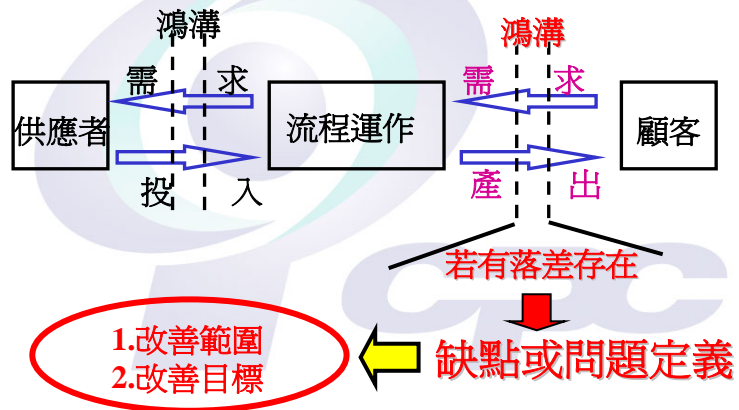 鴻溝
鴻溝
需 求
需 求
供應者
流程運作
顧客
投 入
產 出
若有落差存在
缺點或問題定義
1.改善範圍
2.改善目標
cpc